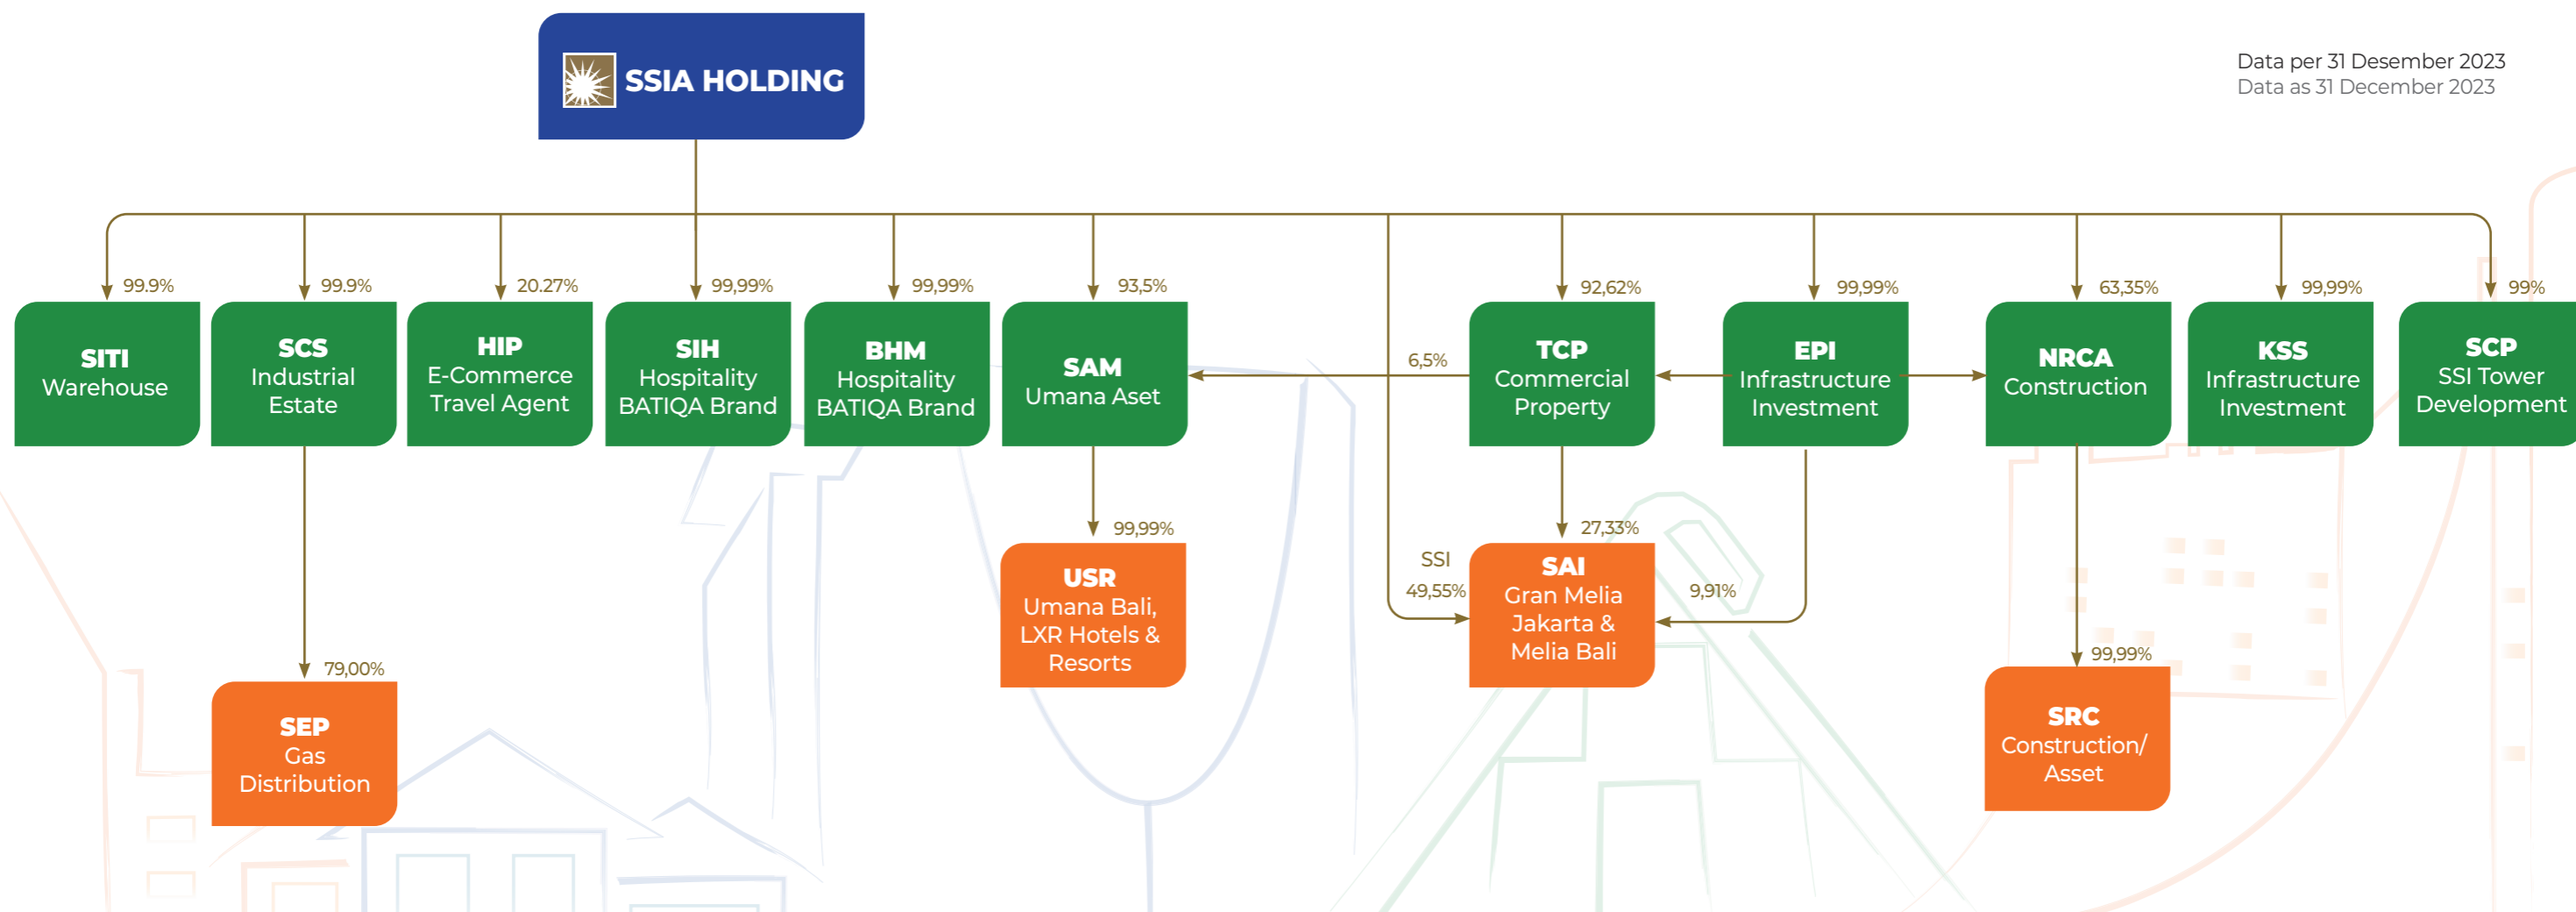 SSIA HOLDING
Data per 31 Desember 2023
Data as 31 December 2023
99.9%
99.9%
20.27%
99,99%
99,99%
93,5%
92,62%
99,99%
63,35%
99,99%
99%
SITI
Warehouse
SCS
Industrial
Estate
HIP
E-Commerce
Travel Agent
SIH
Hospitality
BATIQA Brand
BHM
Hospitality
BATIQA Brand
SAM
Umana Aset
6,5%
TCP
Commercial
Property
EPI
Infrastructure
Investment
NRCA
Construction
KSS
Infrastructure
Investment
SCP
SSI Tower
Development
99,99%
USR
Umana Bali,
LXR Hotels &
Resorts
SSI
49,55%
27,33%
SAI
Gran Melia
Jakarta &
Melia Bali
9,91%
79,00%
SEP
Gas
Distribution
99,99%
SRC
Construction/
Asset